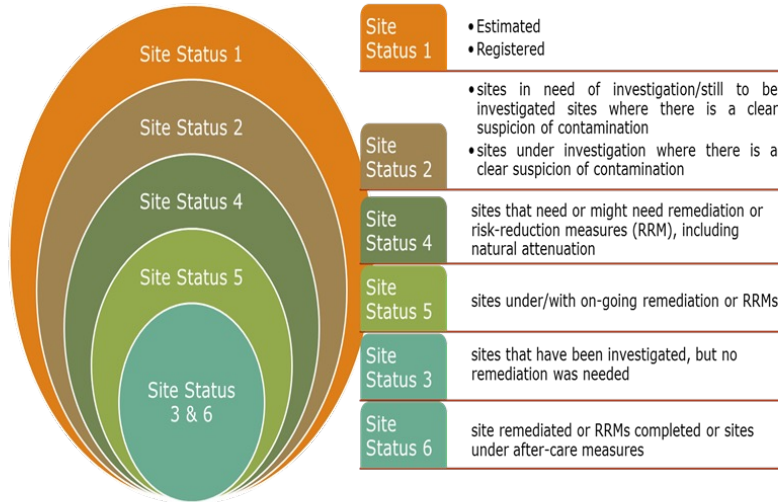 Site Status 1
Site Status 2
Site Status 4
Site Status 5
Site Status
3 & 6
Site
Status 1
• Estimated
• Registered
Site
Status 2
• sites in need of investigation/still to be
investigated sites where there is a clear
suspicion of contamination
• sites under investigation where there is a
clear suspicion of contamination
Site
Status 4
sites that need or might need remediation or
risk-reduction measures (RRM), including
natural attenuation
Site
Status 5
sites under/with on-going remediation or RRMs
Site
Status 3
sites that have been investigated, but no
remediation was needed
Site
Status 6
site remediated or RRMs completed or sites
under after-care measures